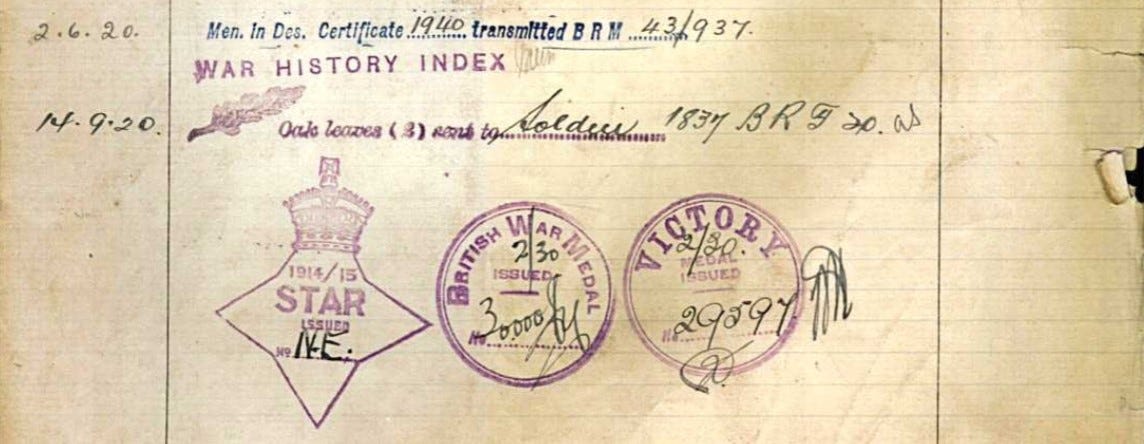 2.6.20. Men. in Des. Certificate 1940 transmitted B R M 43/937.
WAR HISTORY INDEX
14.9.20. Oak leaves (2) sent to Soldier 1837 B R F 20.
1914/15
STAR
ISSUED
No N.E.
BRITISH WAR MEDAL
2/30
ISSUED
No 30000
VICTORY
2/30.
MEDAL
ISSUED
No 29597